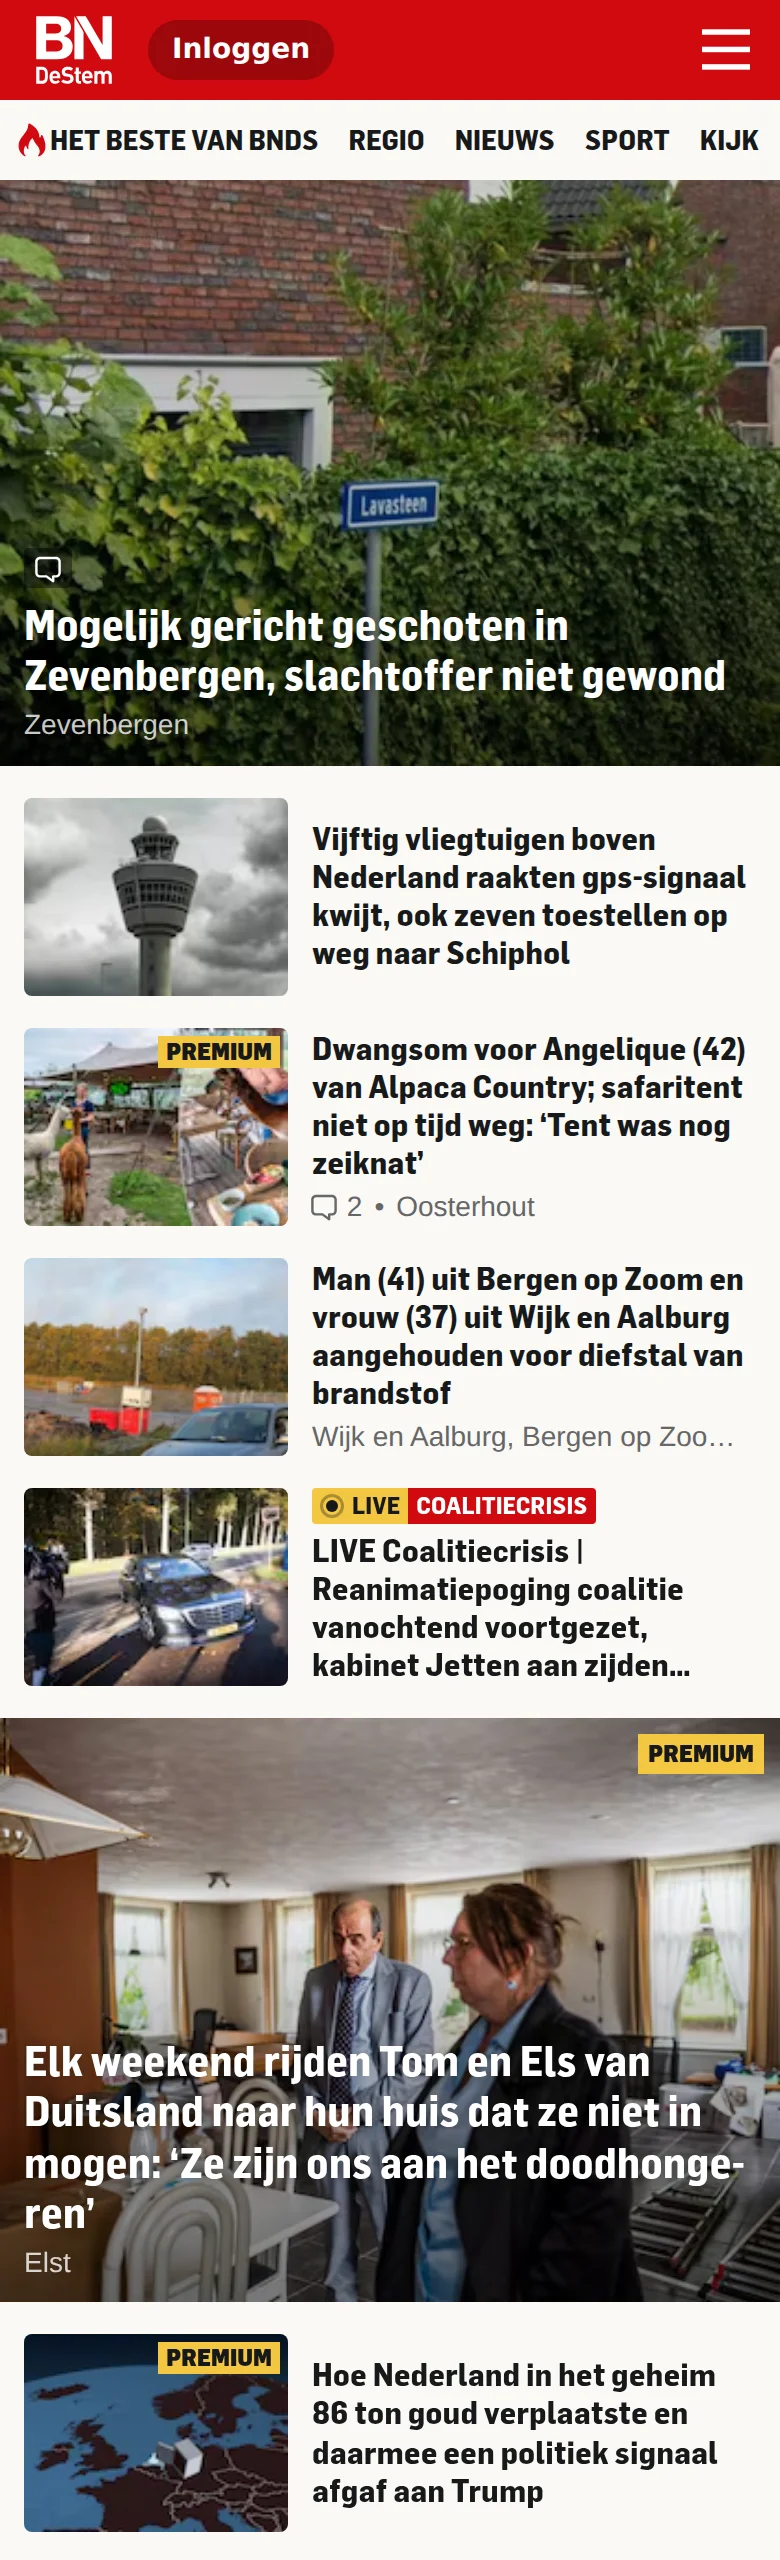 BN
DeStem
Inloggen
HET BESTE VAN BNDS REGIO NIEUWS SPORT KIJK
Lavasteen
Mogelijk gericht geschoten in
Zevenbergen, slachtoffer niet gewond
Zevenbergen
Vijftig vliegtuigen boven
Nederland raakten gps-signaal
kwijt, ook zeven toestellen op
weg naar Schiphol
PREMIUM
Dwangsom voor Angelique (42)
van Alpaca Country; safaritent
niet op tijd weg: ‘Tent was nog
zeiknat’
2 • Oosterhout
Man (41) uit Bergen op Zoom en
vrouw (37) uit Wijk en Aalburg
aangehouden voor diefstal van
brandstof
Wijk en Aalburg, Bergen op Zoo...
LIVE COALITIECRISIS
LIVE Coalitiecrisis |
Reanimatiepoging coalitie
vanochtend voortgezet,
kabinet Jetten aan zijden...
PREMIUM
Elk weekend rijden Tom en Els van
Duitsland naar hun huis dat ze niet in
mogen: ‘Ze zijn ons aan het doodhonge-
ren’
Elst
PREMIUM
Hoe Nederland in het geheim
86 ton goud verplaatste en
daarmee een politiek signaal
afgaf aan Trump